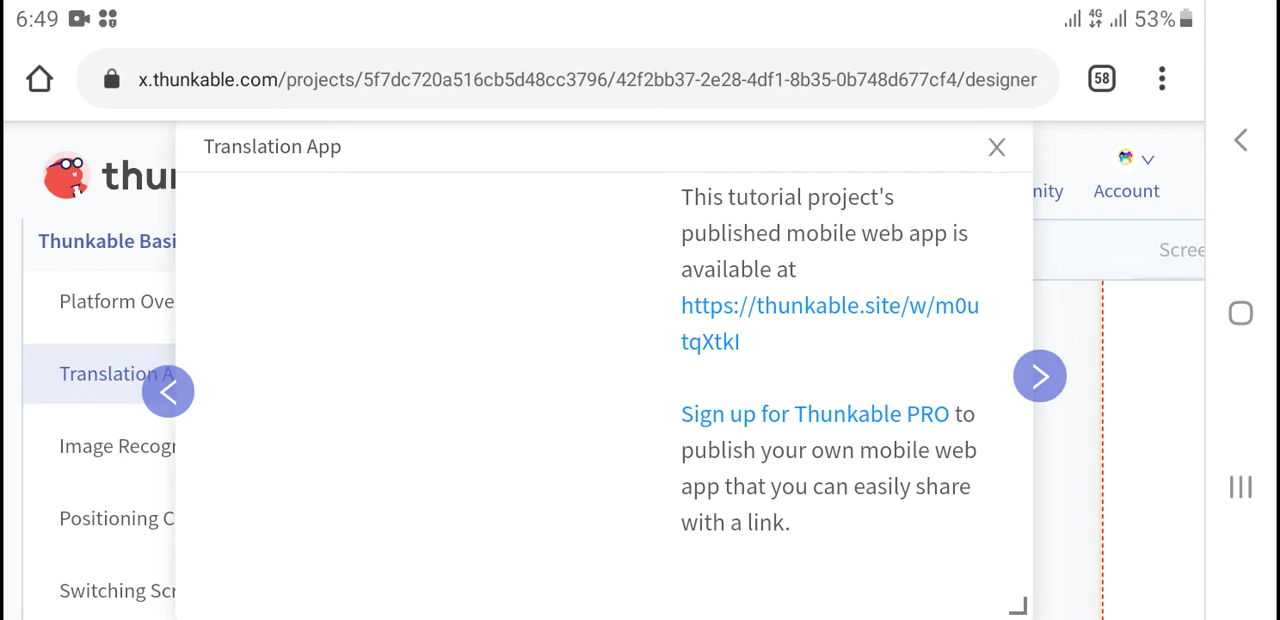 6:49 4G 53%
x.thunkable.com/projects/5f7dc720a516cb5d48cc3796/42f2bb37-2e28-4df1-8b35-0b748d677cf4/designer 58
Translation App
thu
nity
Account
Thunkable Basi
Scree
Platform Ove
Translation A
Image Recogn
Positioning C
Switching Scr
This tutorial project's
published mobile web app is
available at
https://thunkable.site/w/m0u
tqXtkI
Sign up for Thunkable PRO to
publish your own mobile web
app that you can easily share
with a link.